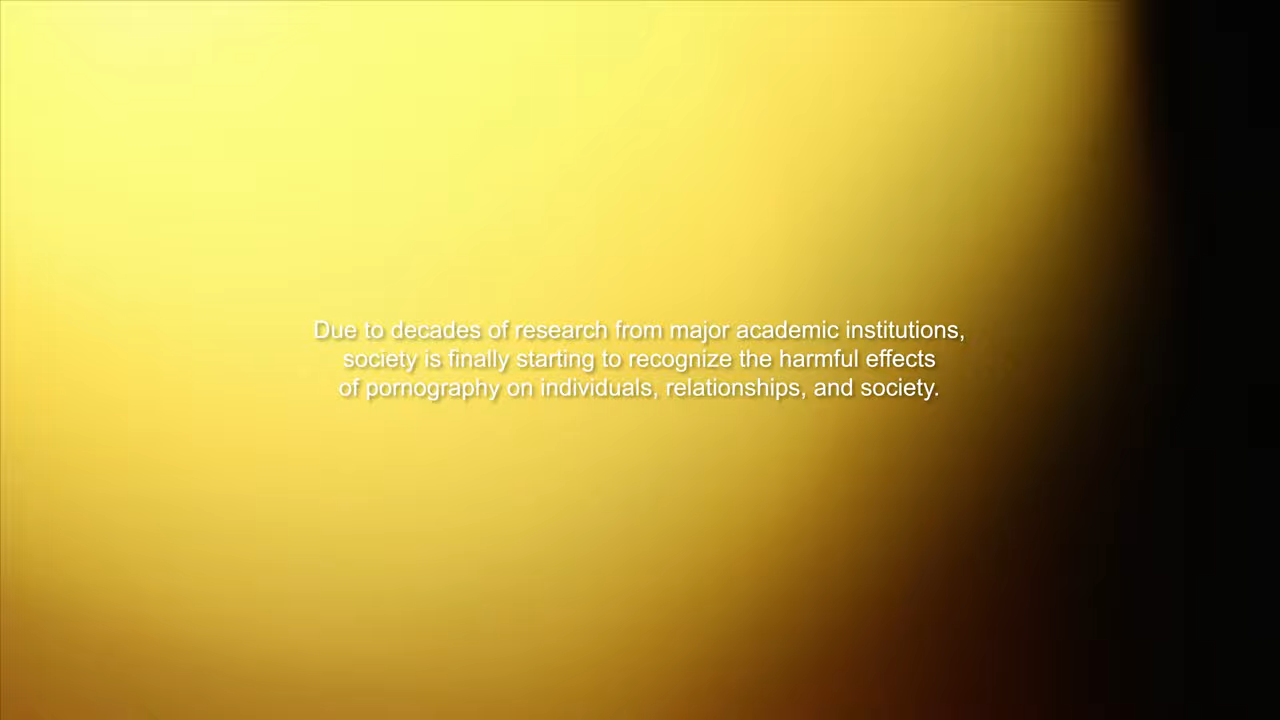 Due to decades of research from major academic institutions,
society is finally starting to recognize the harmful effects
of pornography on individuals, relationships, and society.